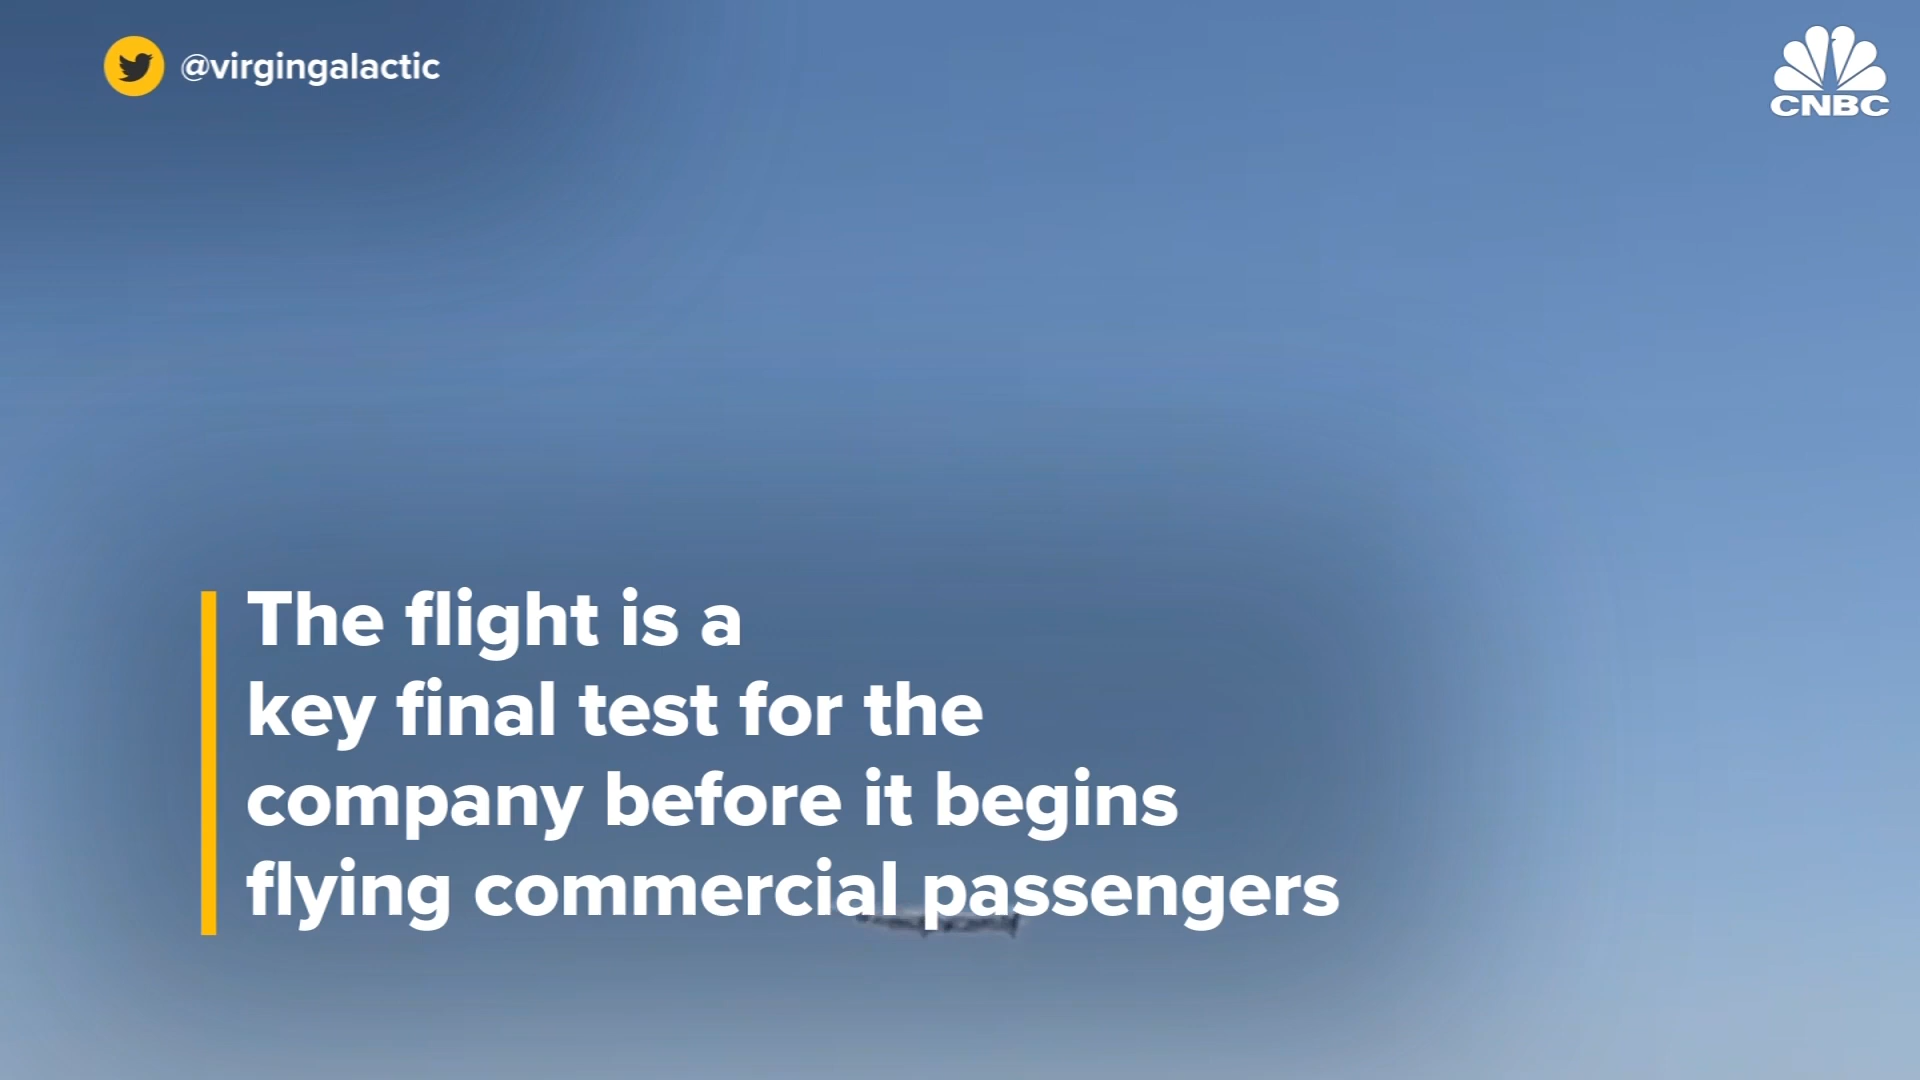 @virgingalactic
CNBC
The flight is a
key final test for the
company before it begins
flying commercial passengers